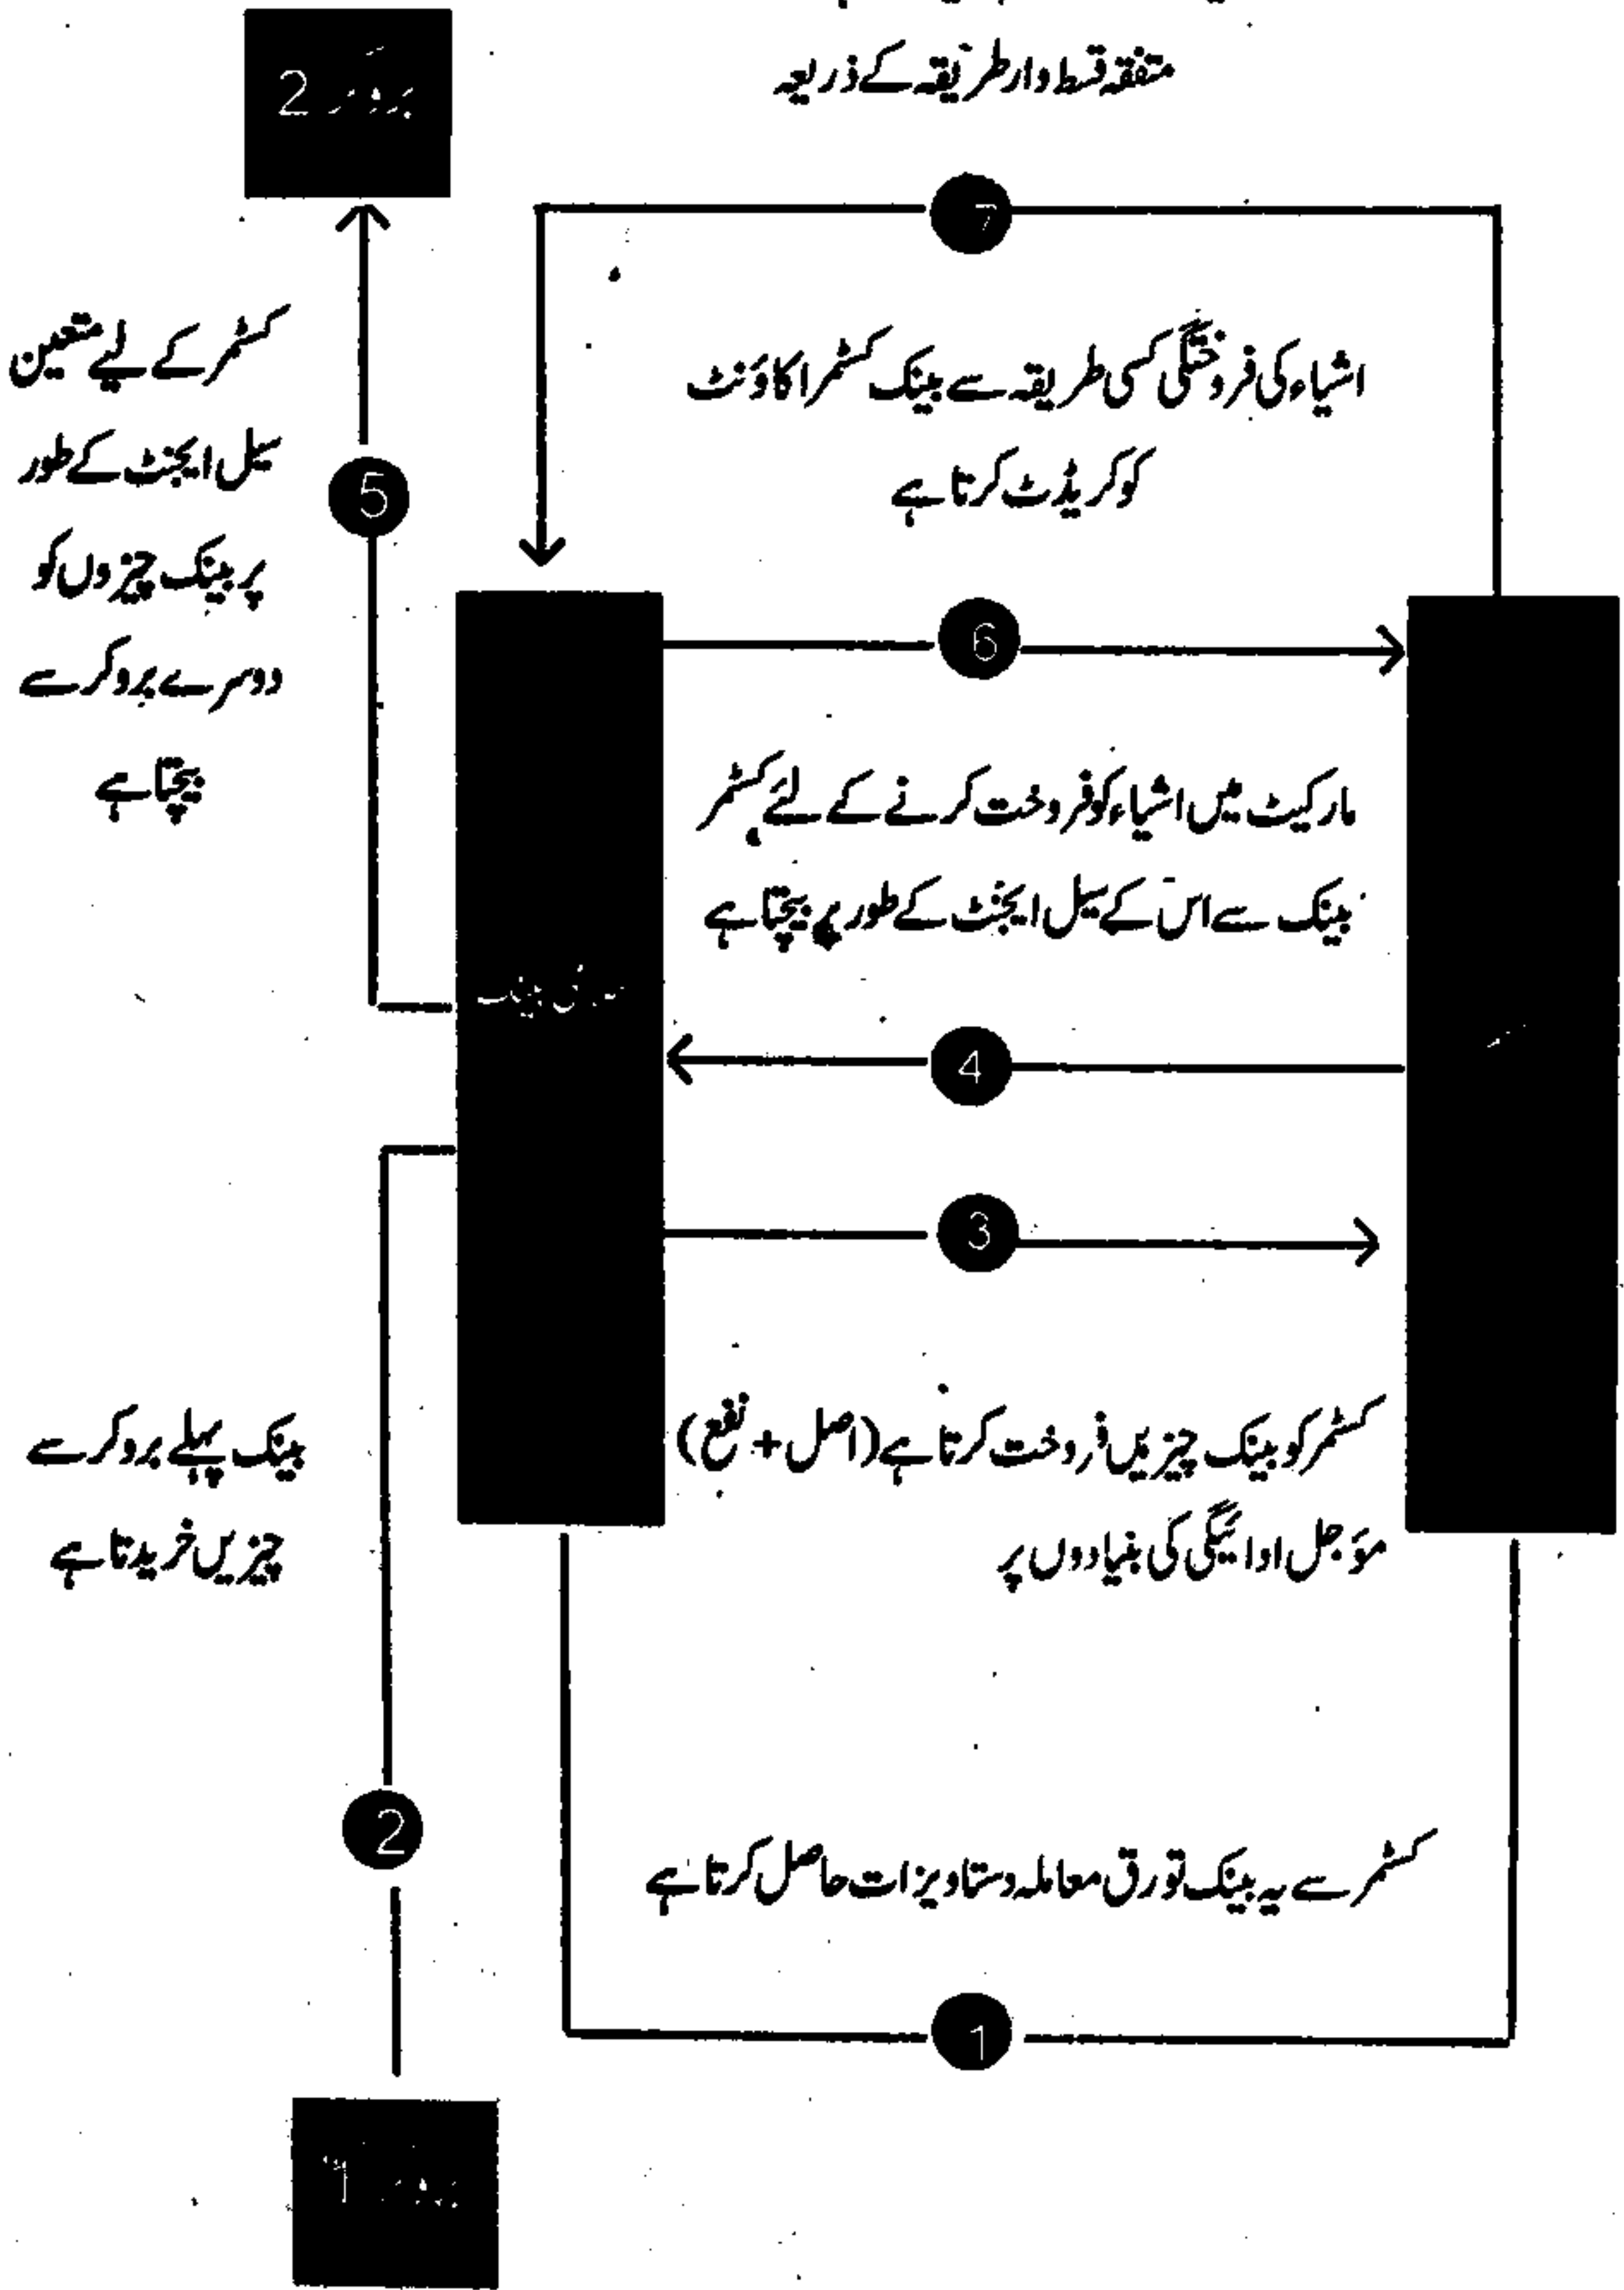 متفقہ قسط وار طریقہ کے ذریعہ
2
7
کسٹمر کے لیے متعین
سیل ایجنٹ کے طور
پر بینک چیزوں کو
دوسرے بروکر سے
بیچتا ہے
5
اشیاء کی فروختگی کسی طریقہ سے بینک کسٹمر اکاؤنٹ
کو کریڈٹ کرتا ہے
6
مارکیٹ میں اشیاء کو فروخت کرنے کے لئے کسٹمر
بینک سے اس کے سیل ایجنٹ کے طور پر بیچتا ہے
4
3
کسٹمر کو بینک چیزیں فروخت کرتا ہے (اصل + نفع)
مؤجل ادائیگی کی بنیادوں پر
بینک پہلے بروکر سے
چیزیں خریدتا ہے
2
کسٹمر سے یہ بینک تورق معاملہ دستاویزات حاصل کرتا ہے
1
1